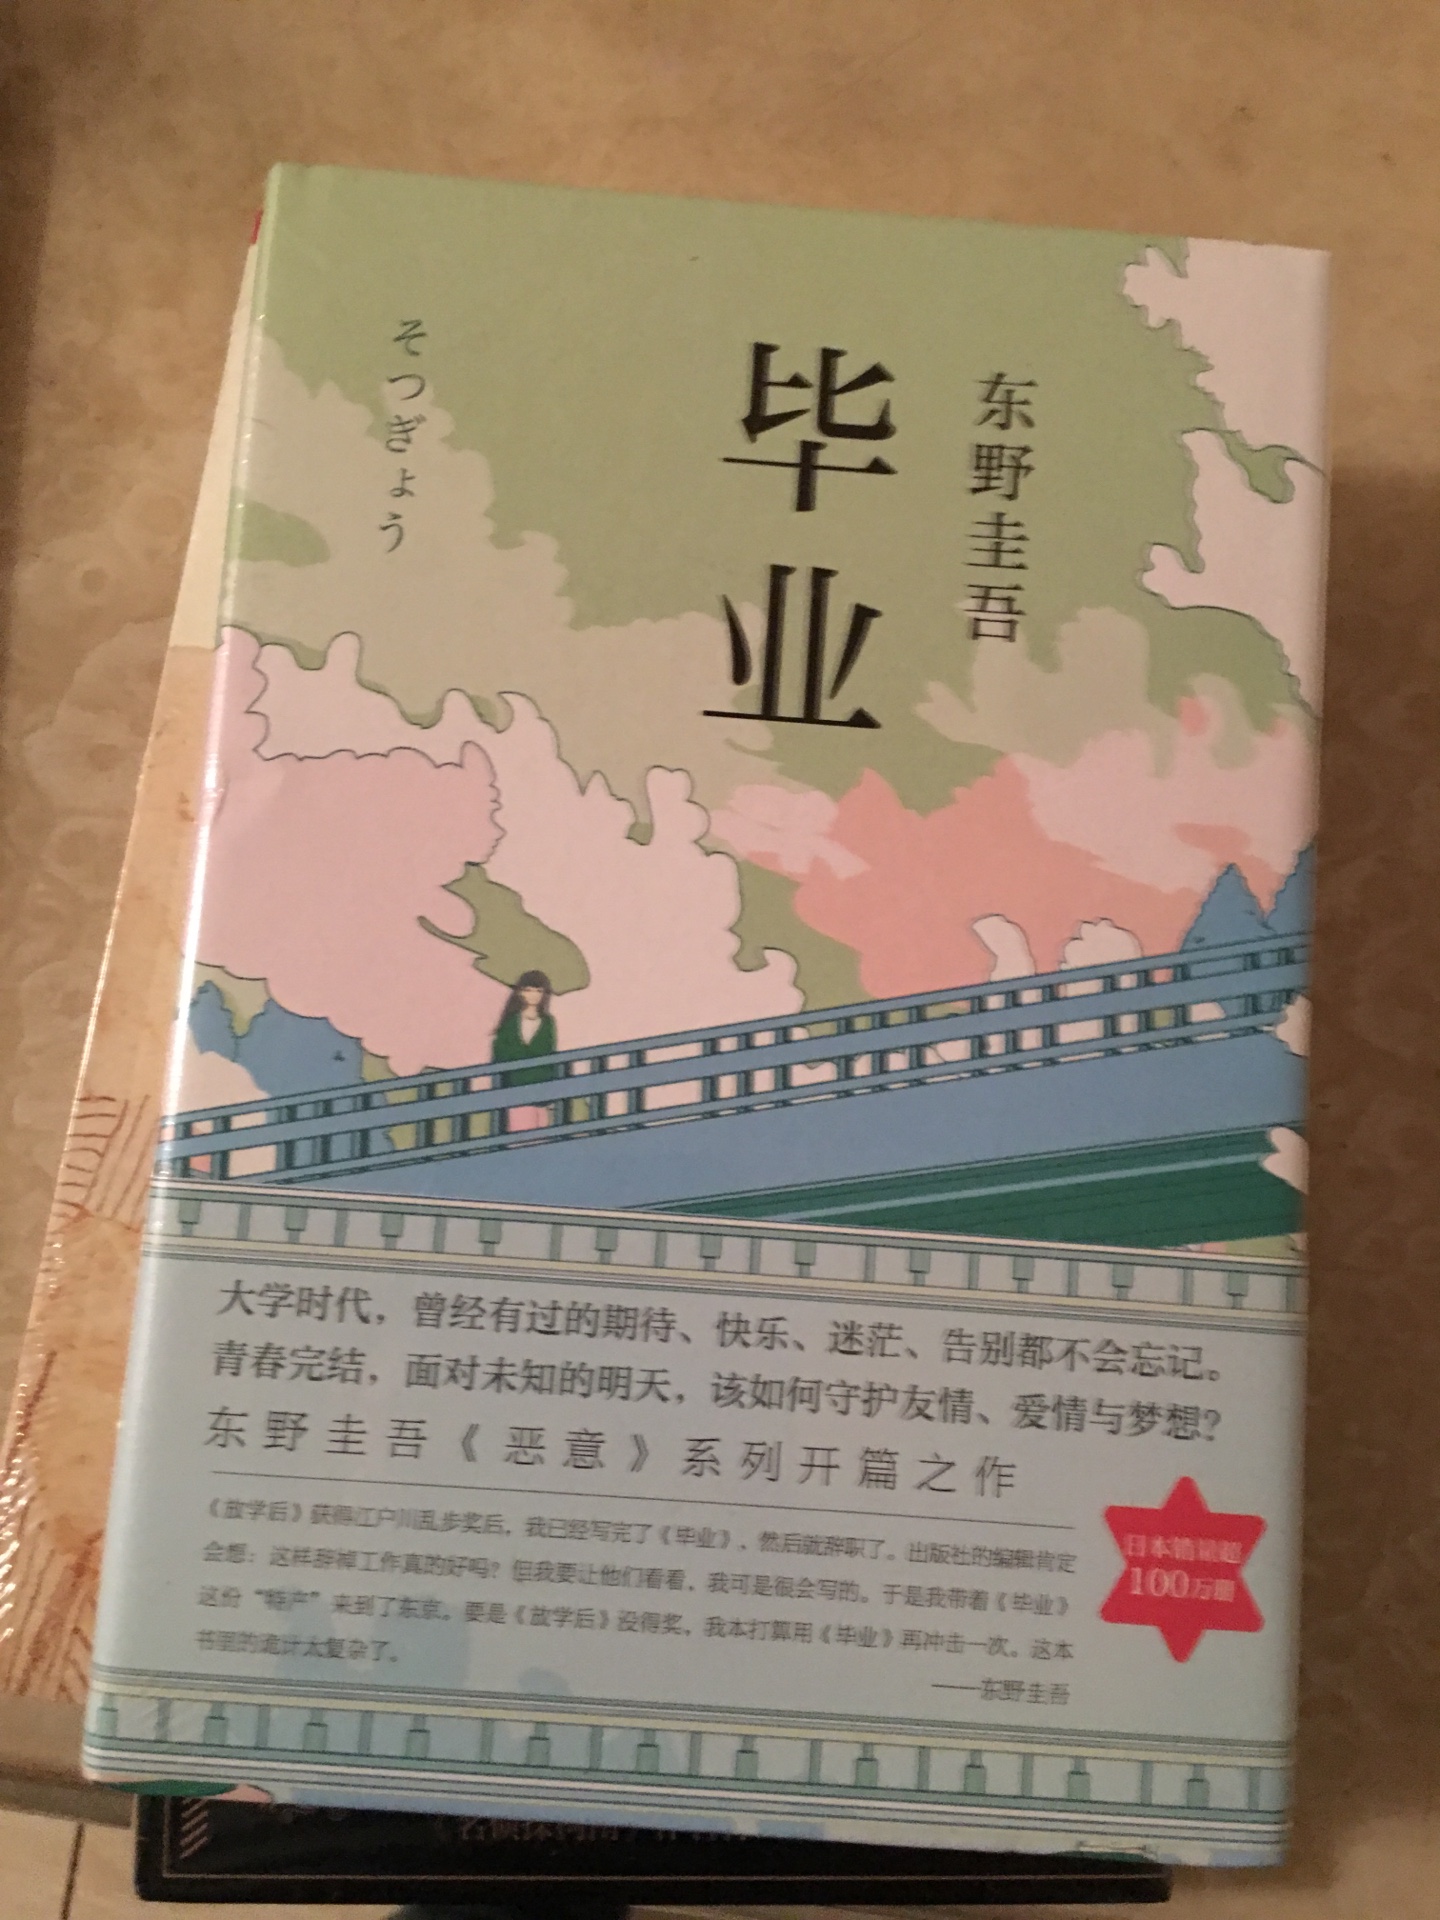 东野圭吾
毕业
そつぎょう
大学时代，曾经有过的期待、快乐、迷茫、告别都不会忘记。
青春完结，面对未知的明天，该如何守护友情、爱情与梦想？
东野圭吾《恶意》系列开篇之作
《放学后》获得江户川乱步奖后，我已经写完了《毕业》，然后就辞职了。出版社的编辑肯定
会想：这样辞掉工作真的好吗？但我要让他们看看，我可是很会写的。于是我带着《毕业》
这份“特产”来到了东京。要是《放学后》没得奖，我本打算用《毕业》再冲击一次。这本
书里的诡计太复杂了。
——东野圭吾
日本销量超
100万册